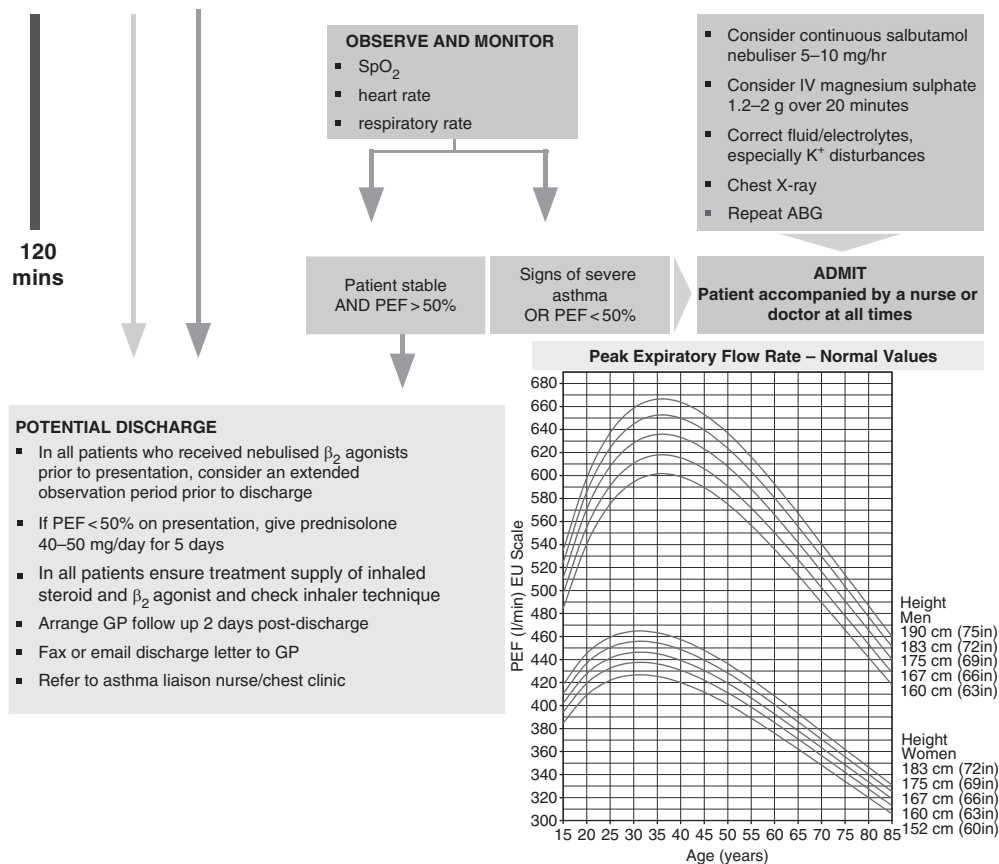 120
mins
OBSERVE AND MONITOR
▪ SpO₂
▪ heart rate
▪ respiratory rate
▪ Consider continuous salbutamol
nebuliser 5–10 mg/hr
▪ Consider IV magnesium sulphate
1.2–2 g over 20 minutes
▪ Correct fluid/electrolytes,
especially K⁺ disturbances
▪ Chest X-ray
▪ Repeat ABG
Patient stable
AND PEF > 50%
Signs of severe
asthma
OR PEF < 50%
ADMIT
Patient accompanied by a nurse or
doctor at all times
POTENTIAL DISCHARGE
▪ In all patients who received nebulised β₂ agonists
prior to presentation, consider an extended
observation period prior to discharge
▪ If PEF < 50% on presentation, give prednisolone
40–50 mg/day for 5 days
▪ In all patients ensure treatment supply of inhaled
steroid and β₂ agonist and check inhaler technique
▪ Arrange GP follow up 2 days post-discharge
▪ Fax or email discharge letter to GP
▪ Refer to asthma liaison nurse/chest clinic
Peak Expiratory Flow Rate – Normal Values
PEF (l/min) EU Scale
680
660
640
620
600
580
560
540
520
500
480
460
440
420
400
380
360
340
320
300
15 20 25 30 35 40 45 50 55 60 65 70 75 80 85
Age (years)
Height
Men
190 cm (75in)
183 cm (72in)
175 cm (69in)
167 cm (66in)
160 cm (63in)
Height
Women
183 cm (72in)
175 cm (69in)
167 cm (66in)
160 cm (63in)
152 cm (60in)